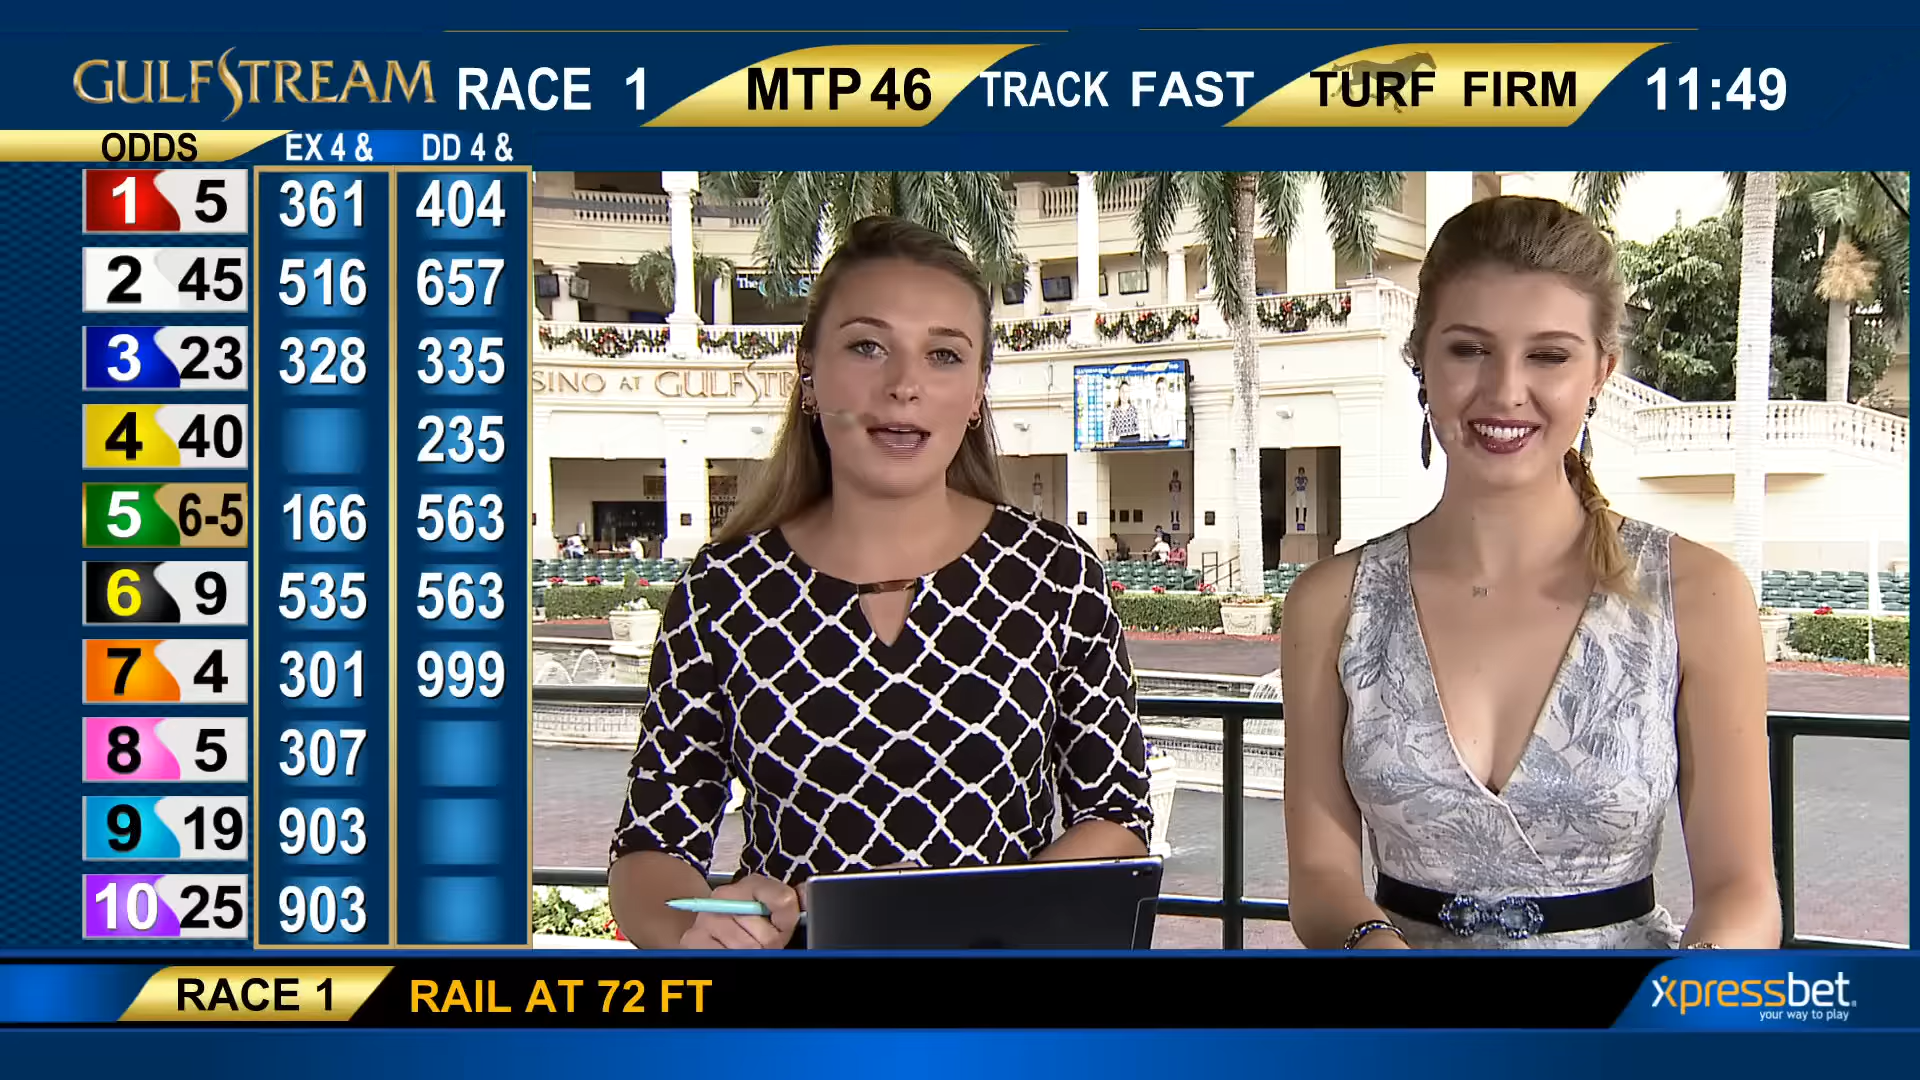 GULFSTREAM RACE 1 MTP 46 TRACK FAST TURF FIRM 11:49
ODDS EX 4 & DD 4 &
1 5 361 404
2 45 516 657
3 23 328 335
4 40 235
5 6-5 166 563
6 9 535 563
7 4 301 999
8 5 307
9 19 903
10 25 903
The
SINO AT GULFSTR
RACE 1 RAIL AT 72 FT
xpressbet.
your way to play